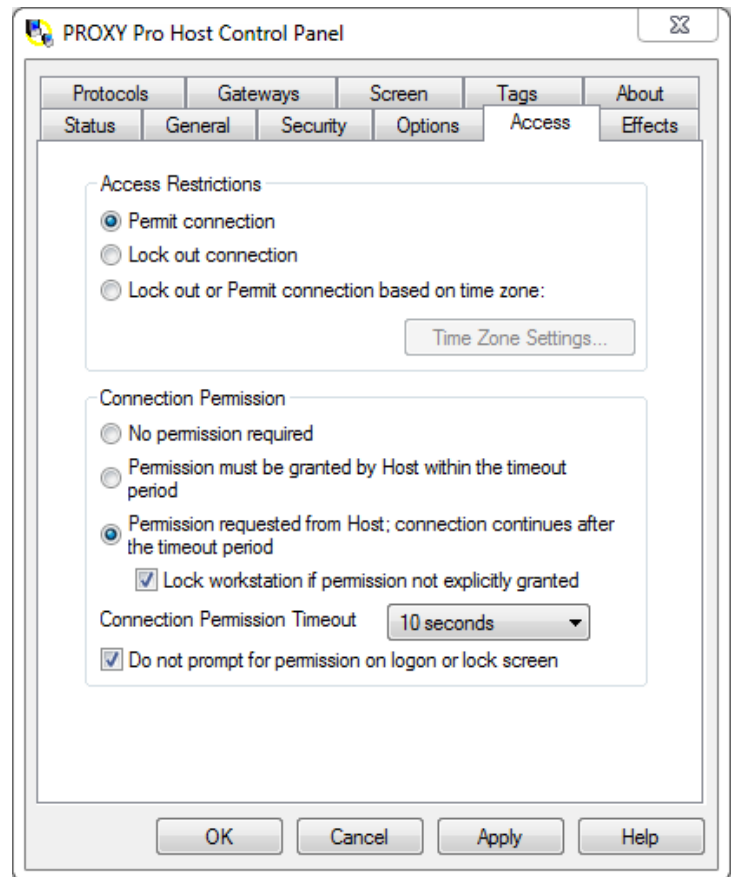 PROXY Pro Host Control Panel
Protocols Gateways Screen Tags About
Status General Security Options Access Effects
Access Restrictions
Permit connection
Lock out connection
Lock out or Permit connection based on time zone:
Time Zone Settings...
Connection Permission
No permission required
Permission must be granted by Host within the timeout
period
Permission requested from Host; connection continues after
the timeout period
Lock workstation if permission not explicitly granted
Connection Permission Timeout 10 seconds
Do not prompt for permission on logon or lock screen
OK Cancel Apply Help